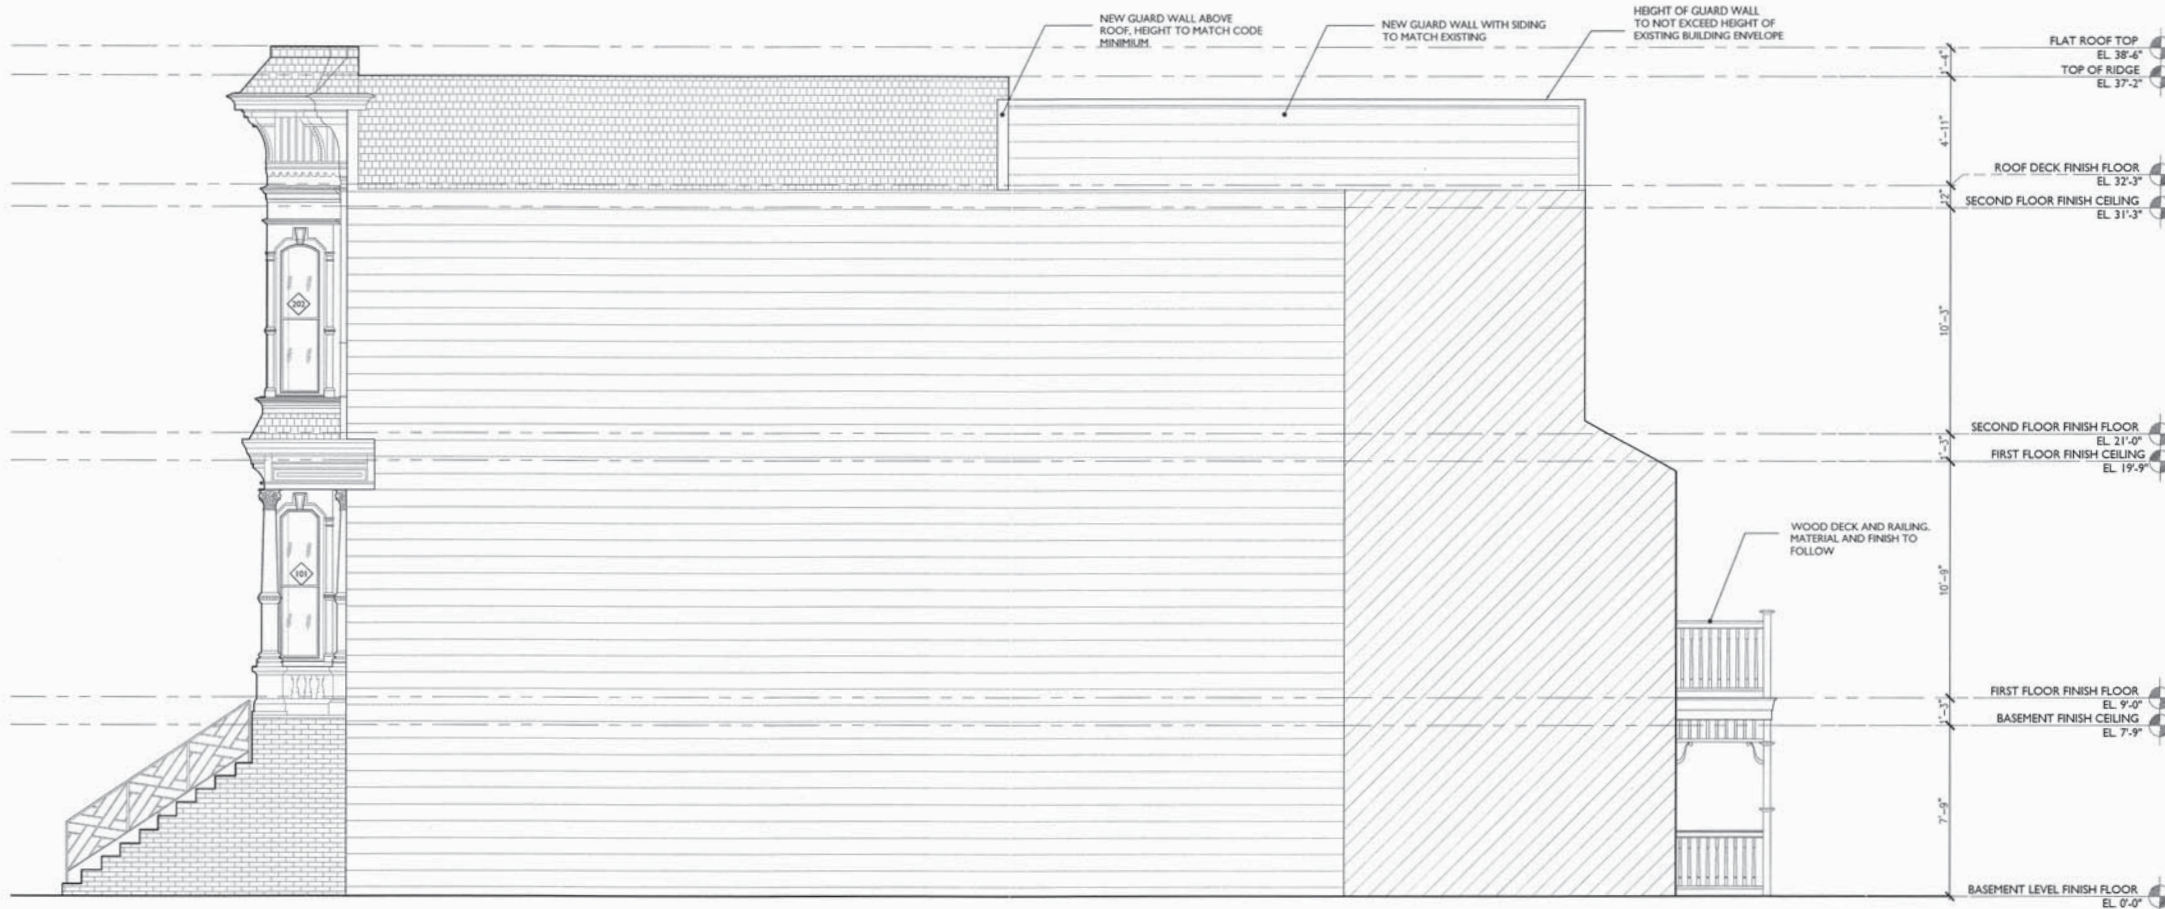 NEW GUARD WALL ABOVE
ROOF, HEIGHT TO MATCH CODE
MINIMIUM
NEW GUARD WALL WITH SIDING
TO MATCH EXISTING
HEIGHT OF GUARD WALL
TO NOT EXCEED HEIGHT OF
EXISTING BUILDING ENVELOPE
FLAT ROOF TOP
EL. 38'-6"
1'-4"
TOP OF RIDGE
EL. 37'-2"
4'-11"
ROOF DECK FINISH FLOOR
EL. 32'-3"
SECOND FLOOR FINISH CEILING
EL. 31'-3"
202
10'-3"
SECOND FLOOR FINISH FLOOR
EL. 21'-0"
1'-3"
FIRST FLOOR FINISH CEILING
EL. 19'-9"
101
WOOD DECK AND RAILING.
MATERIAL AND FINISH TO
FOLLOW
10'-9"
FIRST FLOOR FINISH FLOOR
EL. 9'-0"
1'-3"
BASEMENT FINISH CEILING
EL. 7'-9"
7'-9"
BASEMENT LEVEL FINISH FLOOR
EL. 0'-0"